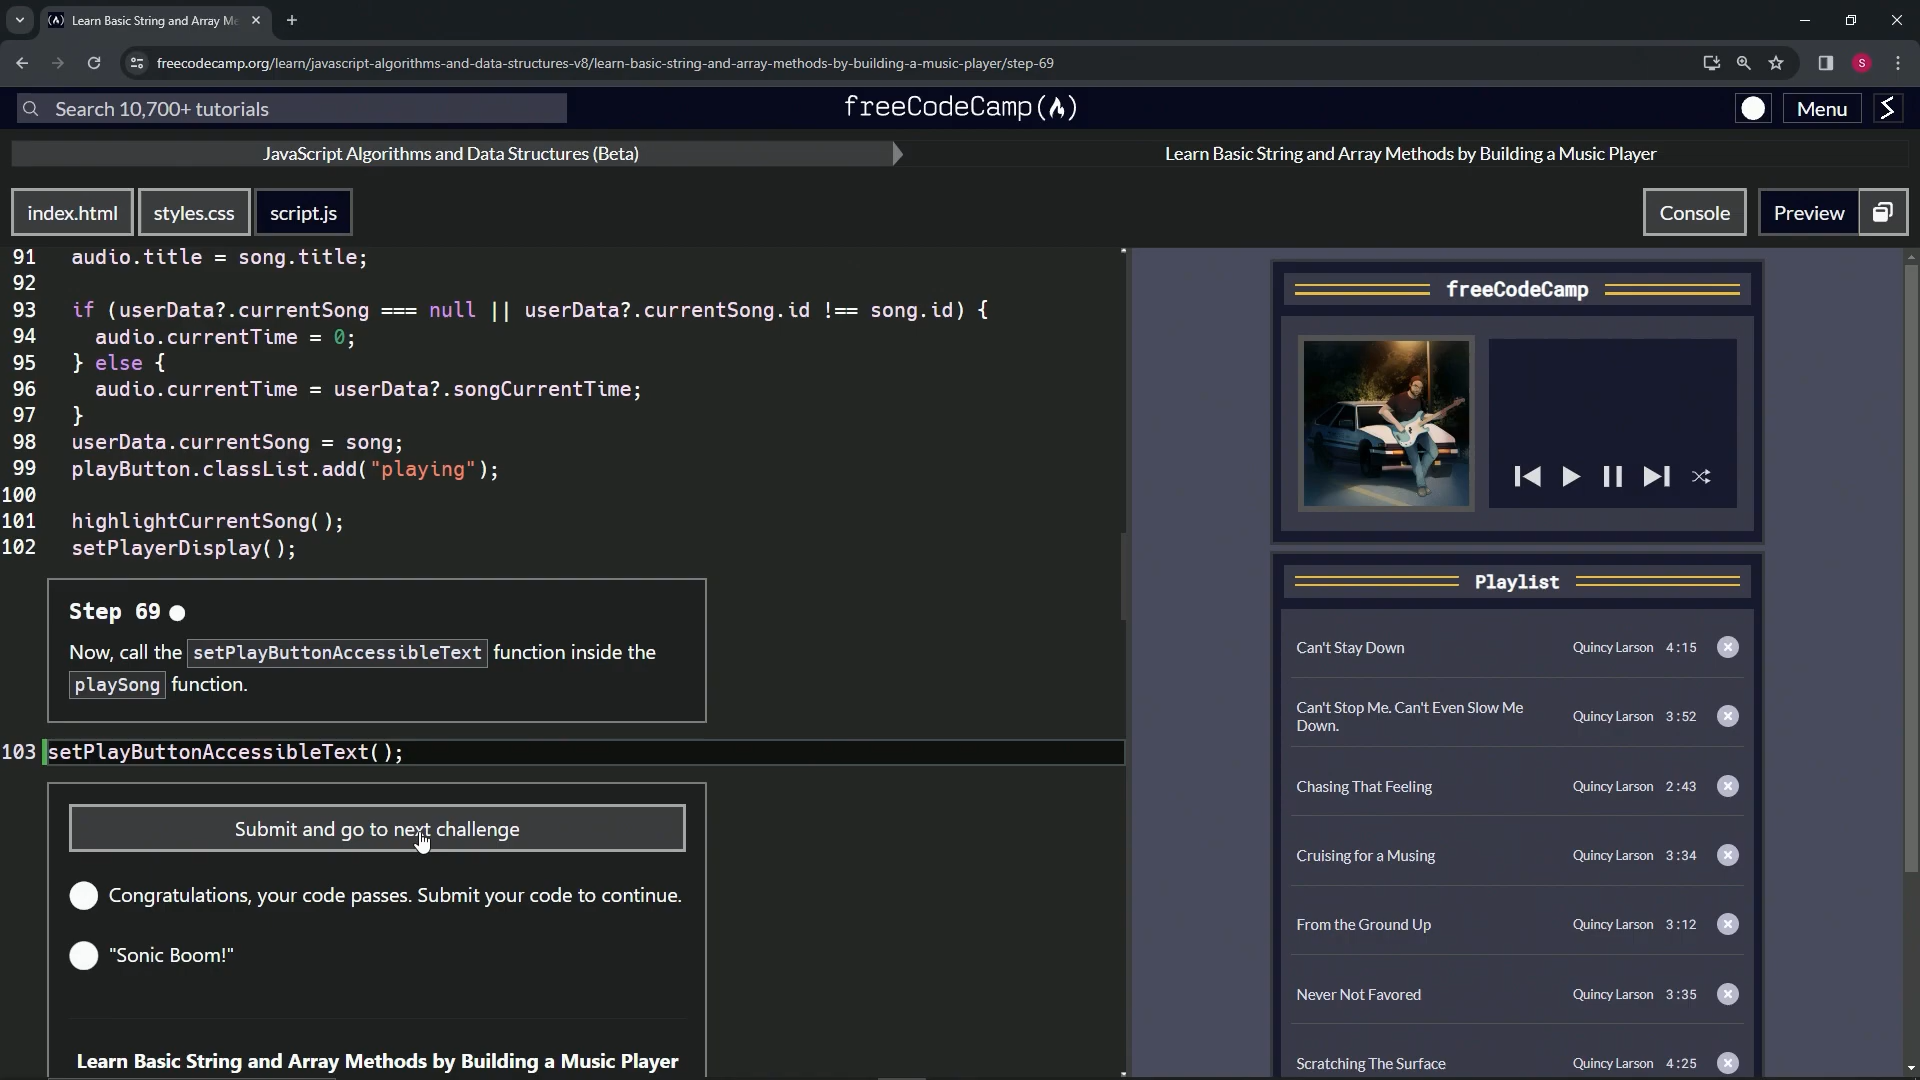 Learn Basic String and Array Me
freecodecamp.org/learn/javascript-algorithms-and-data-structures-v8/learn-basic-string-and-array-methods-by-building-a-music-player/step-69
S
Search 10,700+ tutorials
freeCodeCamp(🔥)
Menu
JavaScript Algorithms and Data Structures (Beta)
Learn Basic String and Array Methods by Building a Music Player
index.html
styles.css
script.js
Console
Preview
91 audio.title = song.title;
92
93 if (userData?.currentSong === null || userData?.currentSong.id !== song.id) {
94 audio.currentTime = 0;
95 } else {
96 audio.currentTime = userData?.songCurrentTime;
97 }
98 userData.currentSong = song;
99 playButton.classList.add("playing");
100
101 highlightCurrentSong();
102 setPlayerDisplay();
Step 69
Now, call the setPlayButtonAccessibleText function inside the
playSong function.
103 setPlayButtonAccessibleText();
Submit and go to next challenge
Congratulations, your code passes. Submit your code to continue.
"Sonic Boom!"
Learn Basic String and Array Methods by Building a Music Player
freeCodeCamp
Playlist
Can't Stay Down Quincy Larson 4:15
Can't Stop Me. Can't Even Slow Me
Down. Quincy Larson 3:52
Chasing That Feeling Quincy Larson 2:43
Cruising for a Musing Quincy Larson 3:34
From the Ground Up Quincy Larson 3:12
Never Not Favored Quincy Larson 3:35
Scratching The Surface Quincy Larson 4:25